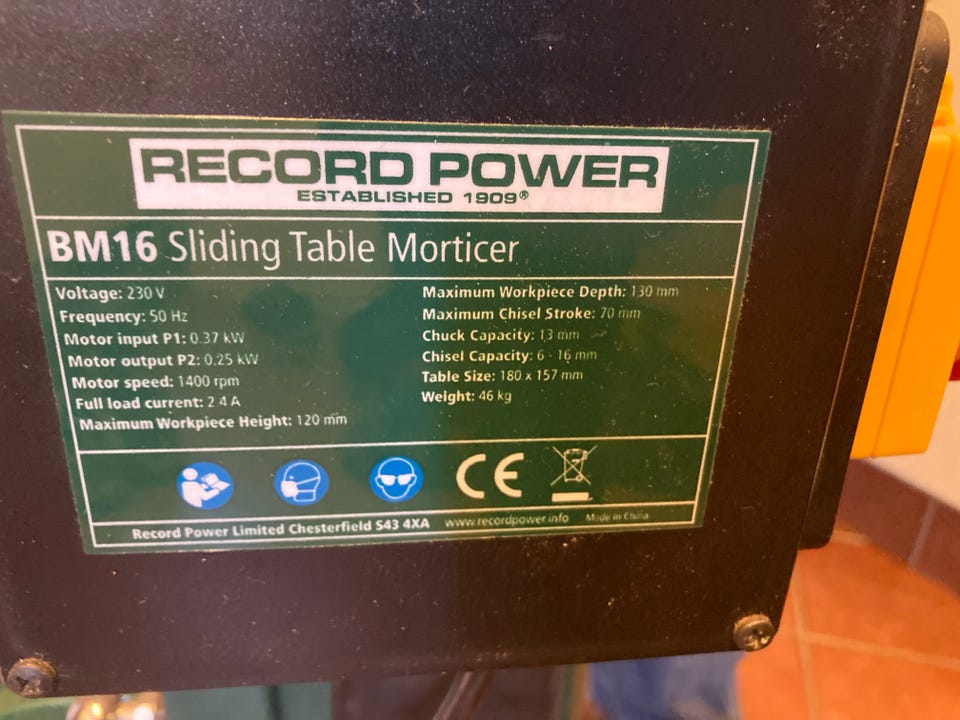 RECORD POWER
ESTABLISHED 1909®
BM16 Sliding Table Morticer
Voltage: 230 V
Frequency: 50 Hz
Motor input P1: 0.37 kW
Motor output P2: 0.25 kW
Motor speed: 1400 rpm
Full load current: 2.4 A
Maximum Workpiece Height: 120 mm
Maximum Workpiece Depth: 130 mm
Maximum Chisel Stroke: 70 mm
Chuck Capacity: 13 mm
Chisel Capacity: 6 - 16 mm
Table Size: 180 x 157 mm
Weight: 46 kg
CE
Record Power Limited Chesterfield S43 4XA www.recordpower.info Made in China